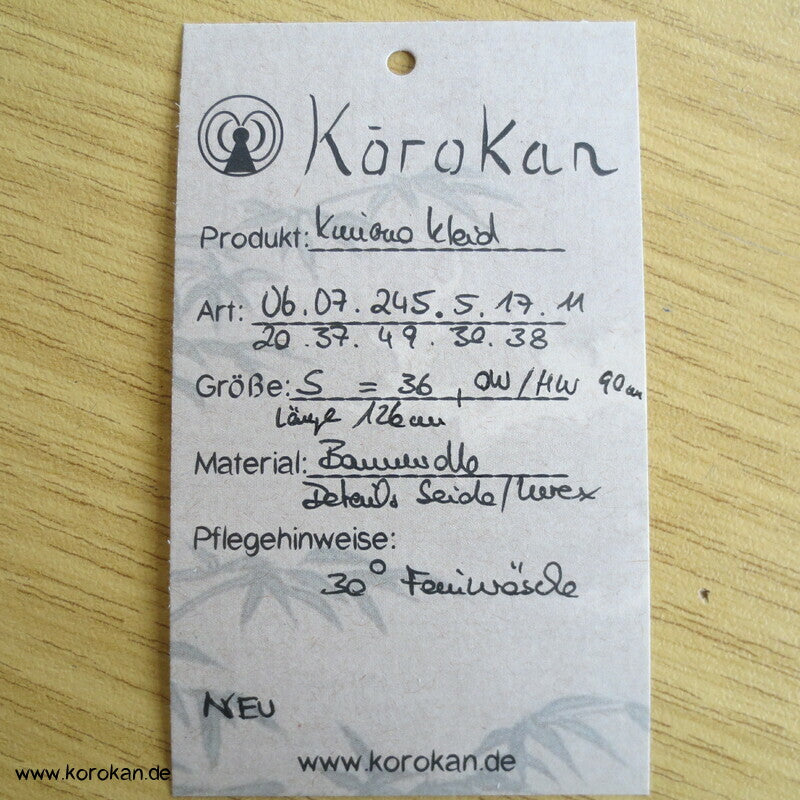 Kōrokan
Produkt: Kimono Kleid
Art: 06.07.245.5.17.11
20.37.49.30.38
Größe: S = 36, OW/HW 90cm
Länge 126cm
Material: Baumwolle
Details Seide/Lurex
Pflegehinweise:
30° Feinwäsche
NEU
www.korokan.de
www.korokan.de